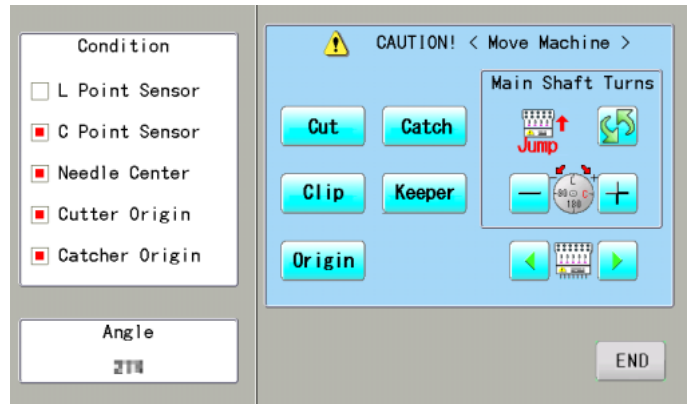 Condition
L Point Sensor
C Point Sensor
Needle Center
Cutter Origin
Catcher Origin
Angle
CAUTION! < Move Machine >
Main Shaft Turns
Cut
Catch
Jump
Clip
Keeper
- +
L
C
180
Origin
END